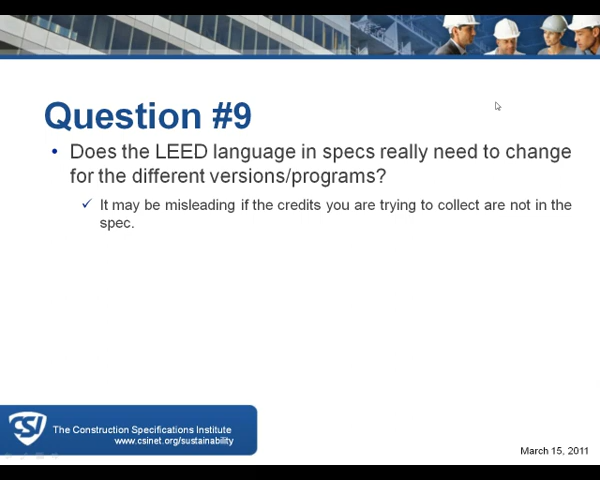 Question #9
• Does the LEED language in specs really need to change
for the different versions/programs?
✓ It may be misleading if the credits you are trying to collect are not in the
spec.
CSI
The Construction Specifications Institute
www.csinet.org/sustainability
March 15, 2011